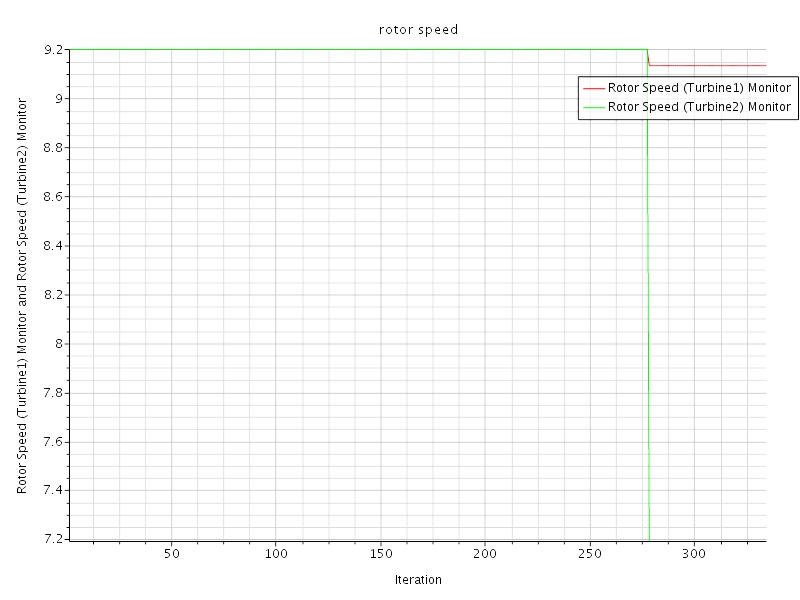 rotor speed
9.2
9
8.8
8.6
8.4
8.2
8
7.8
7.6
7.4
7.2
Rotor Speed (Turbine1) Monitor and Rotor Speed (Turbine2) Monitor
Rotor Speed (Turbine1) Monitor
Rotor Speed (Turbine2) Monitor
50 100 150 200 250 300
Iteration